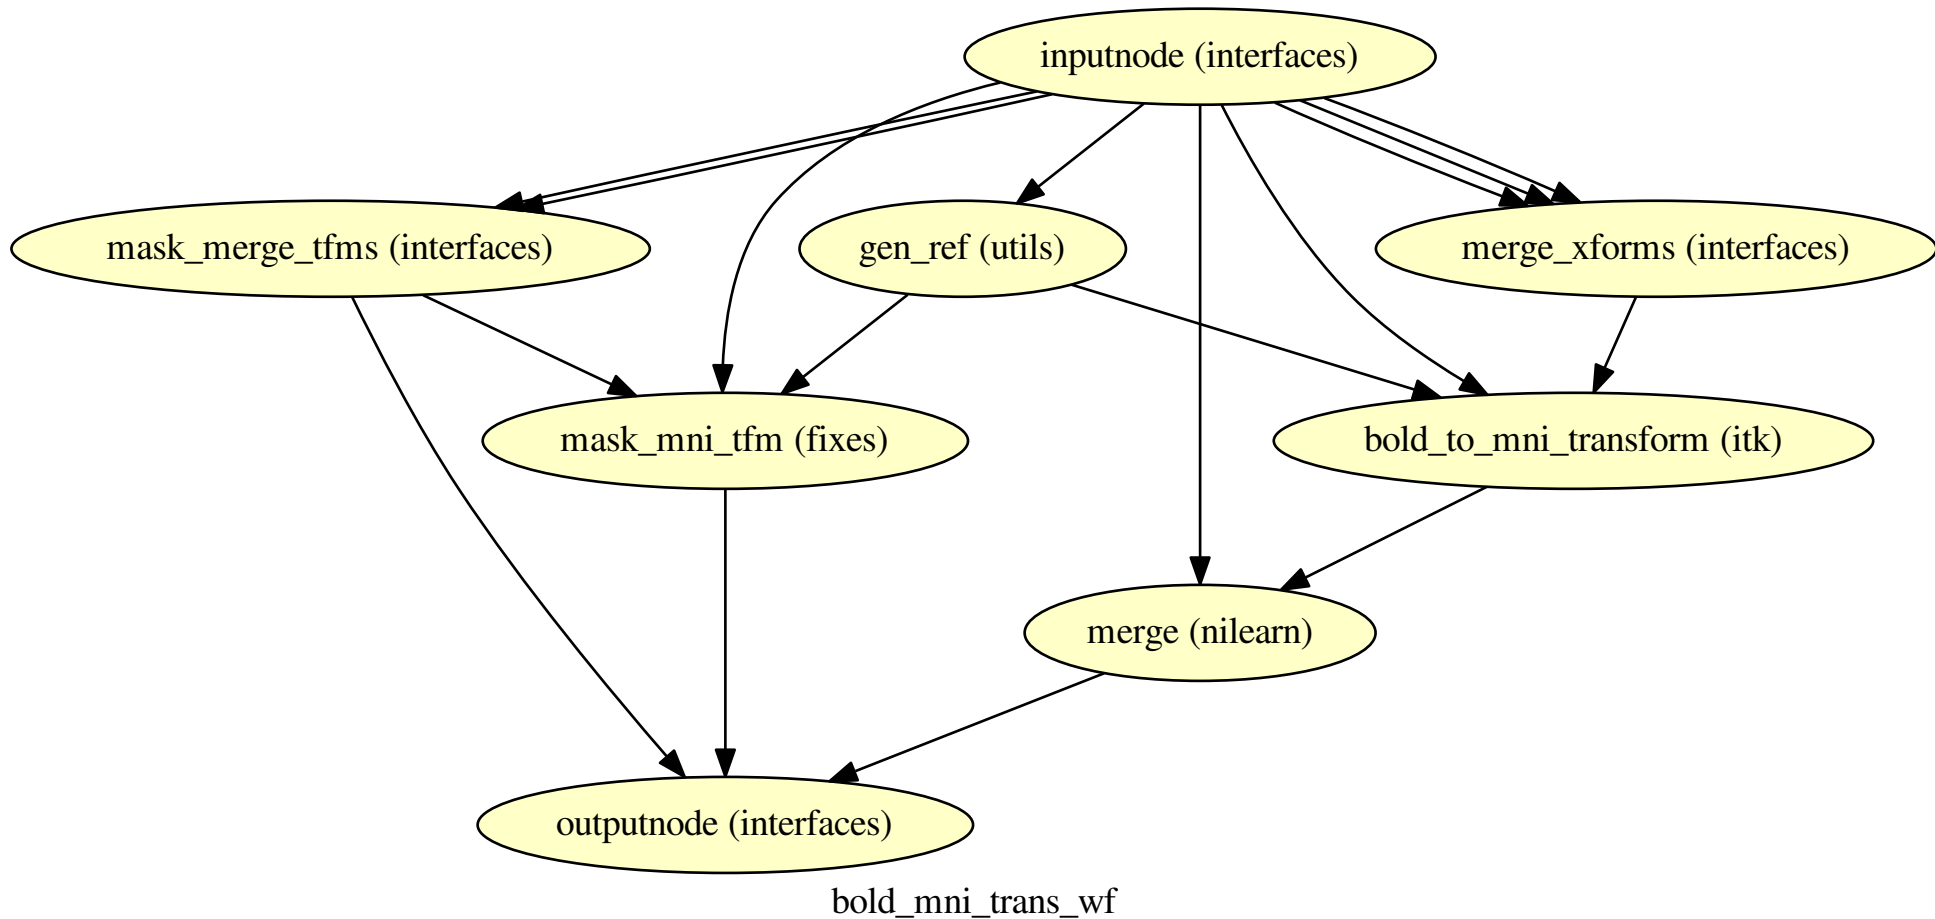 inputnode (interfaces)
mask_merge_tfms (interfaces)
gen_ref (utils)
merge_xforms (interfaces)
mask_mni_tfm (fixes)
bold_to_mni_transform (itk)
merge (nilearn)
outputnode (interfaces)
bold_mni_trans_wf